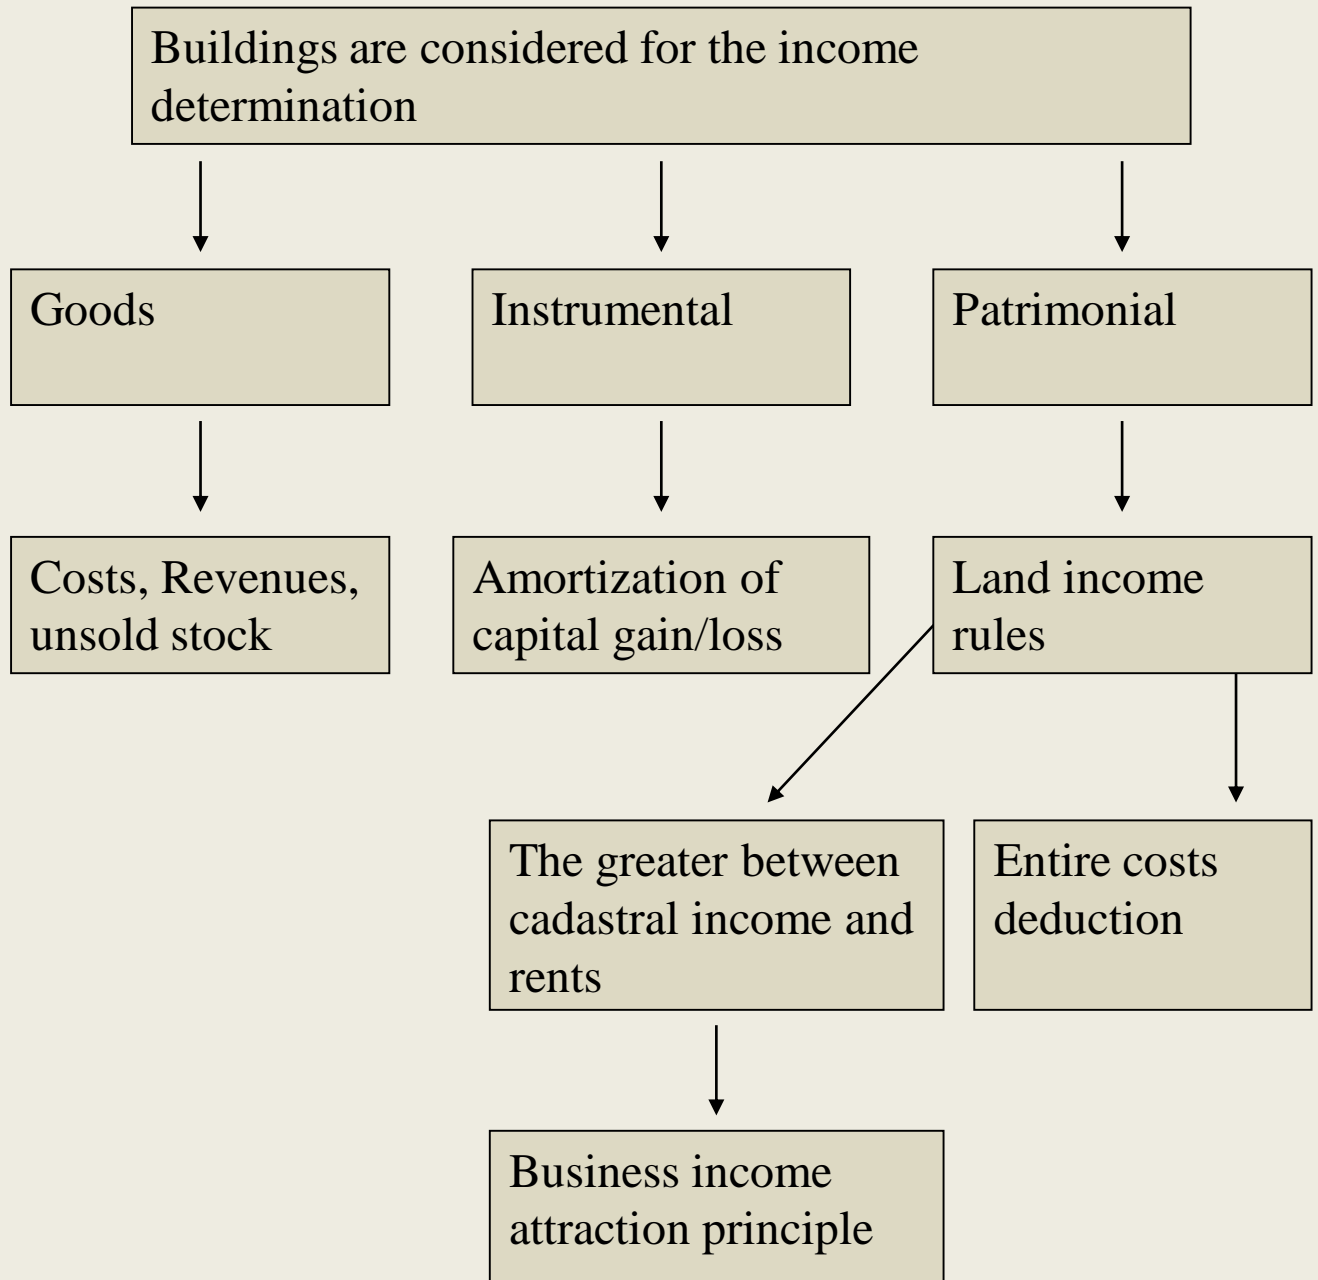 Buildings are considered for the income
determination
Goods
Instrumental
Patrimonial
Costs, Revenues,
unsold stock
Amortization of
capital gain/loss
Land income
rules
The greater between
cadastral income and
rents
Entire costs
deduction
Business income
attraction principle